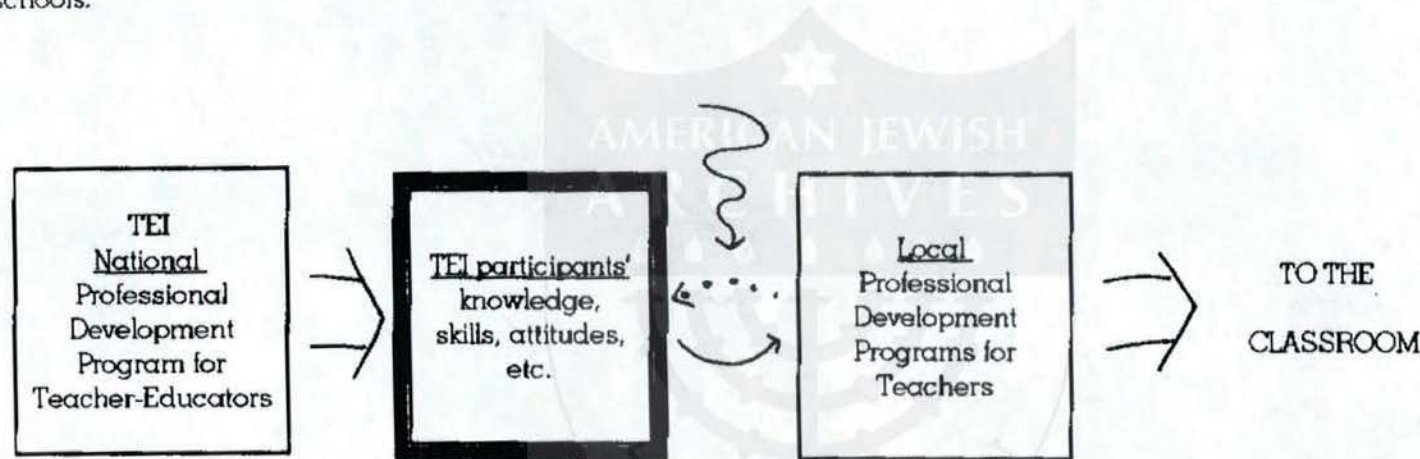 schools.
AMERICAN JEWISH
ARCHIVES
TEI
National
Professional
Development
Program for
Teacher-Educators
TEI participants'
knowledge,
skills, attitudes,
etc.
Local
Professional
Development
Programs for
Teachers
TO THE
CLASSROOM